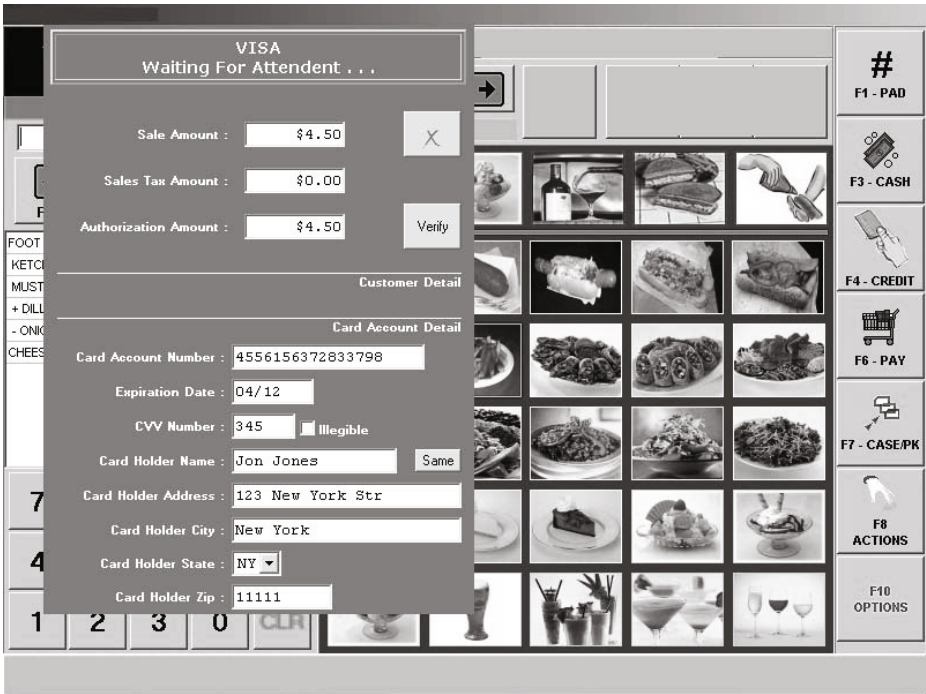 VISA
Waiting For Attendent . . .
Sale Amount : $4.50
X
Sales Tax Amount : $0.00
Authorization Amount : $4.50
Verify
Customer Detail
Card Account Detail
Card Account Number : 4556156372833798
Expiration Date : 04/12
CVV Number : 345
Illegible
Card Holder Name : Jon Jones
Same
Card Holder Address : 123 New York Str
Card Holder City : New York
Card Holder State : NY
Card Holder Zip : 11111
FOOT
KETC
MUST
+ DILL
- ONI
CHEES
7
4
1 2 3 0 CLR
#
F1 - PAD
F3 - CASH
F4 - CREDIT
F6 - PAY
F7 - CASE/PK
F8
ACTIONS
F10
OPTIONS